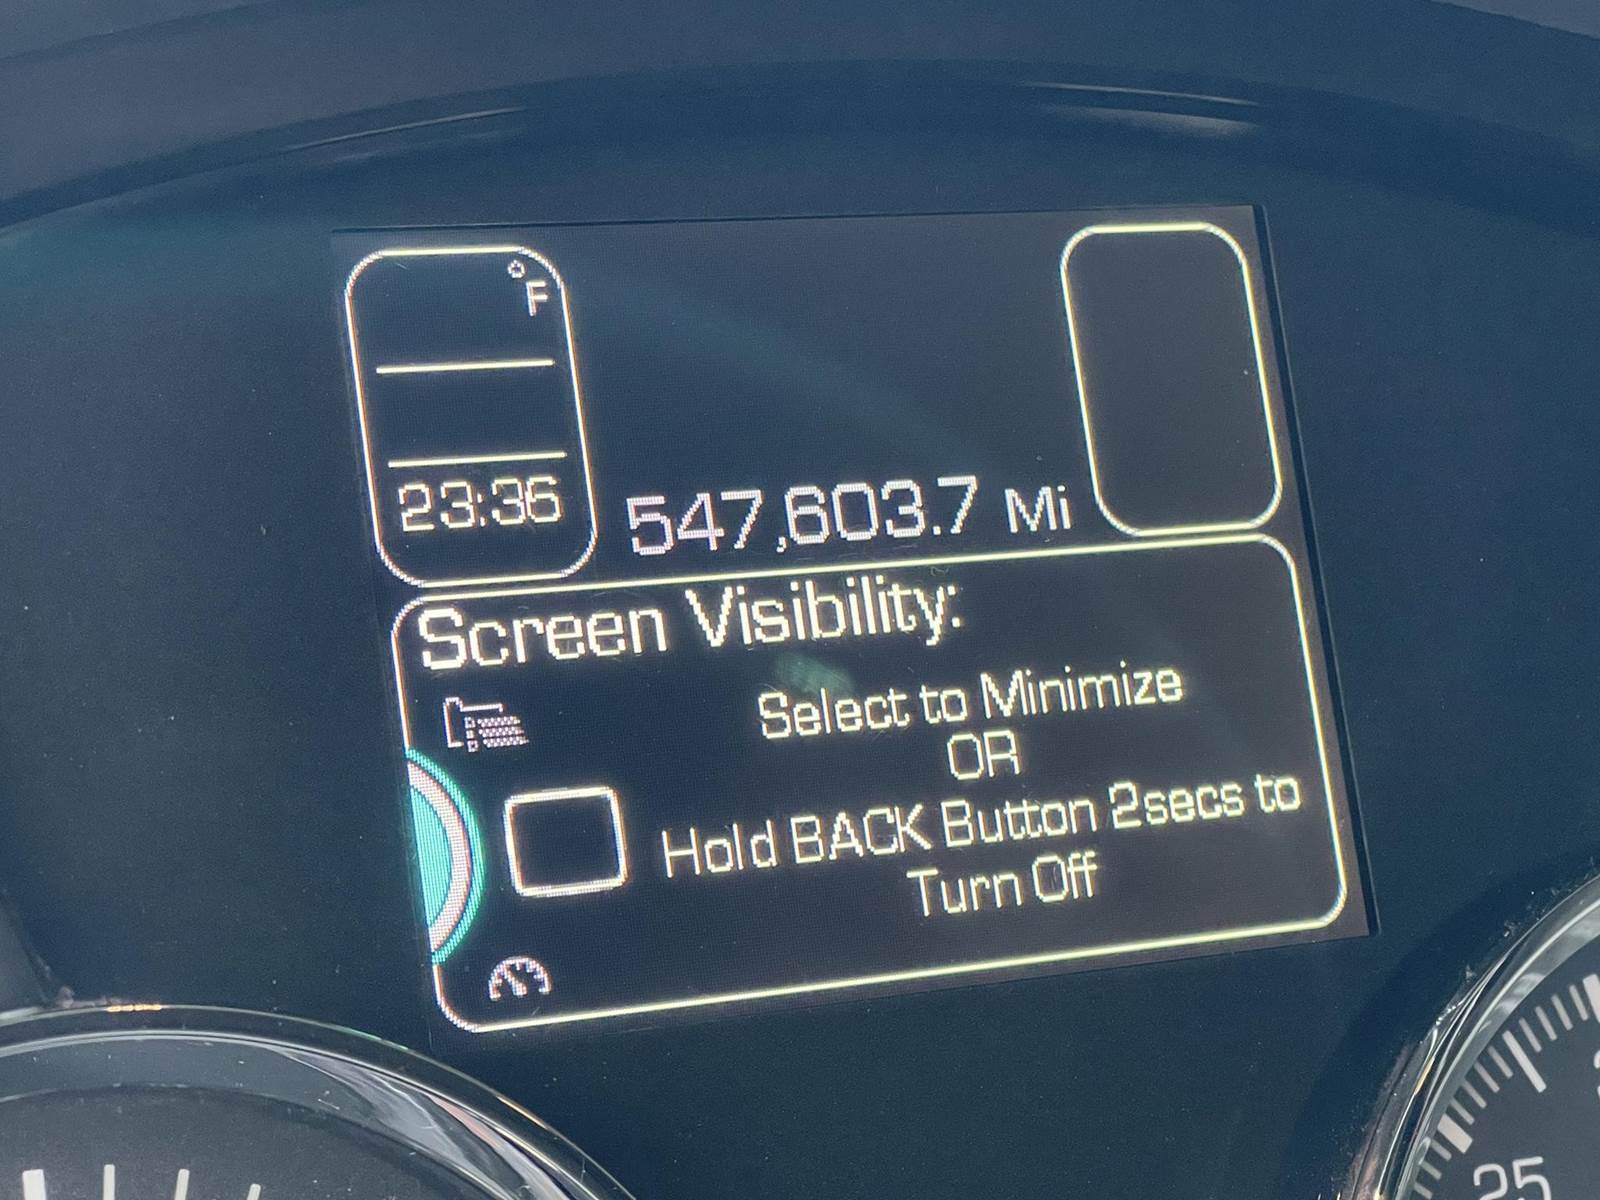 °F
23:36
547,603.7 Mi
Screen Visibility:
Select to Minimize
OR
Hold BACK Button 2secs to
Turn Off
25